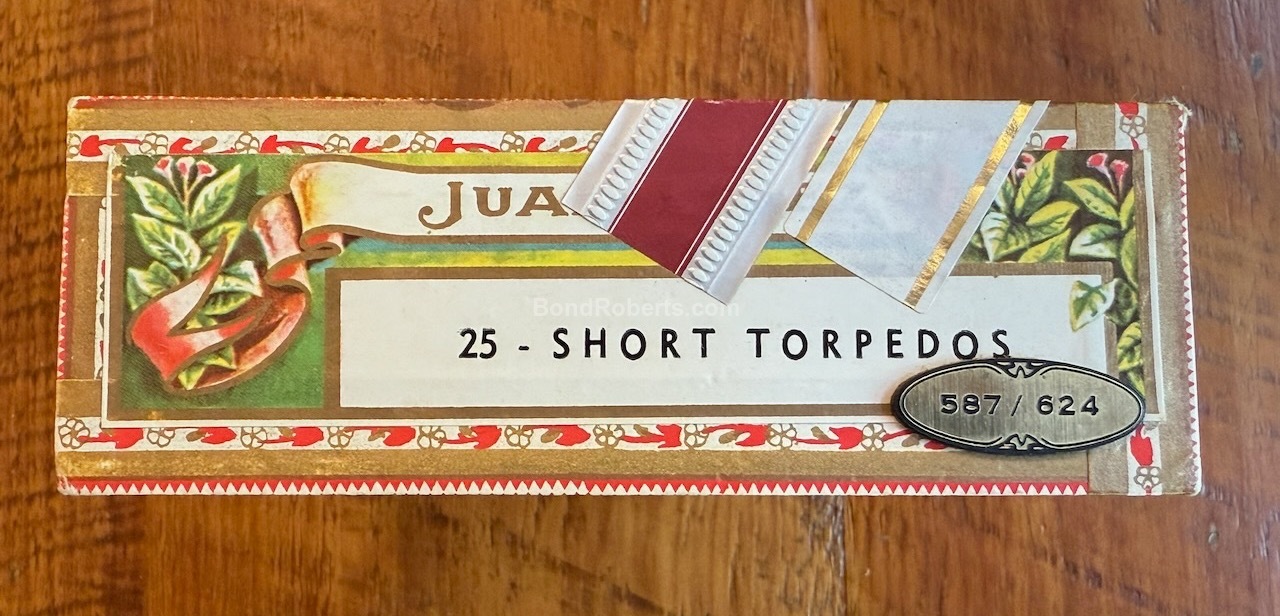 JUA
BondRoberts.com
25 - SHORT TORPEDOS
587 / 624